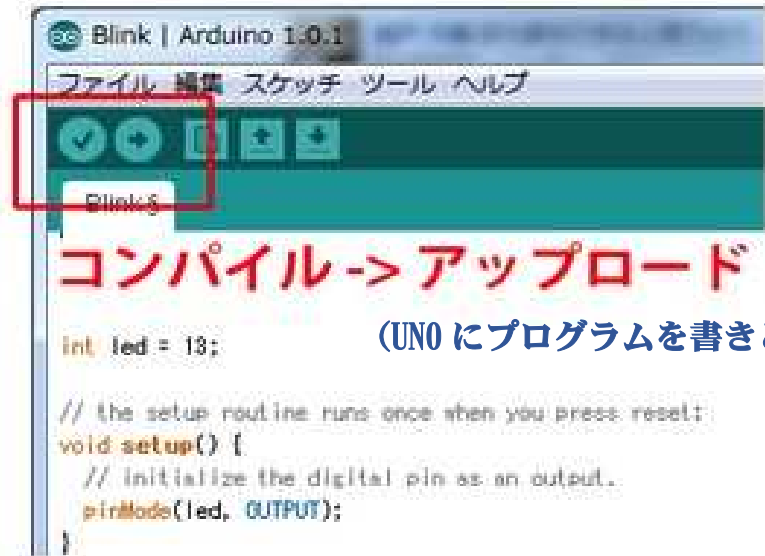 Blink | Arduino 1.0.1
ファイル 編集 スケッチ ツール ヘルプ
Blink §
コンパイル -> アップロード
(UNO にプログラムを書き
int led = 13;
// the setup routine runs once when you press reset:
void setup() {
// initialize the digital pin as an output.
pinMode(led, OUTPUT);
}